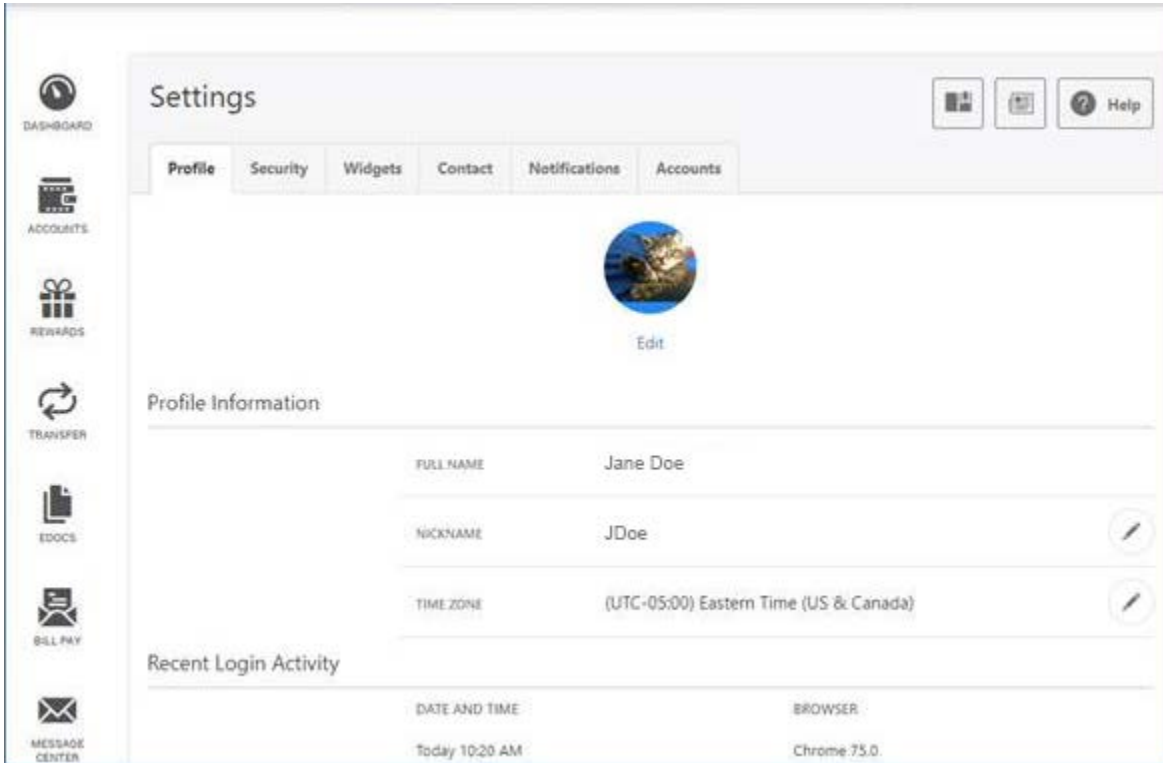 Settings
Help
Profile Security Widgets Contact Notifications Accounts
DASHBOARD
ACCOUNTS
REWARDS
TRANSFER
EDOCS
BILL PAY
MESSAGE
CENTER
Edit
Profile Information
FULL NAME Jane Doe
NICKNAME JDoe
TIME ZONE (UTC-05:00) Eastern Time (US & Canada)
Recent Login Activity
DATE AND TIME BROWSER
Today 10:20 AM Chrome 75.0